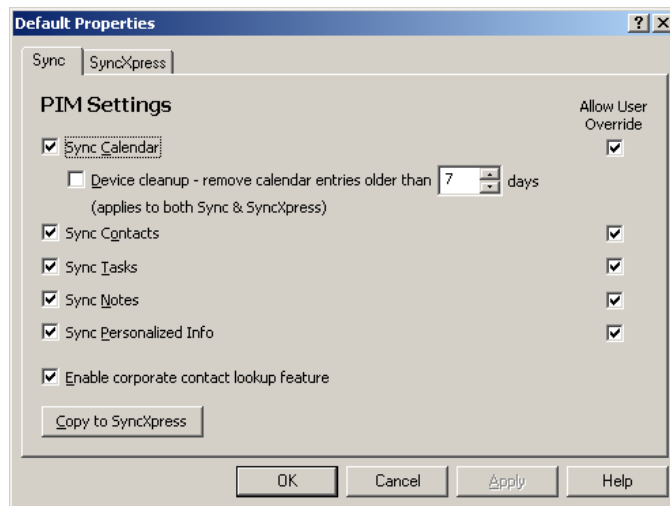 Default Properties
Sync SyncXpress
PIM Settings
Allow User
Override
Sync Calendar
Device cleanup - remove calendar entries older than 7 days
(applies to both Sync & SyncXpress)
Sync Contacts
Sync Tasks
Sync Notes
Sync Personalized Info
Enable corporate contact lookup feature
Copy to SyncXpress
OK Cancel Apply Help